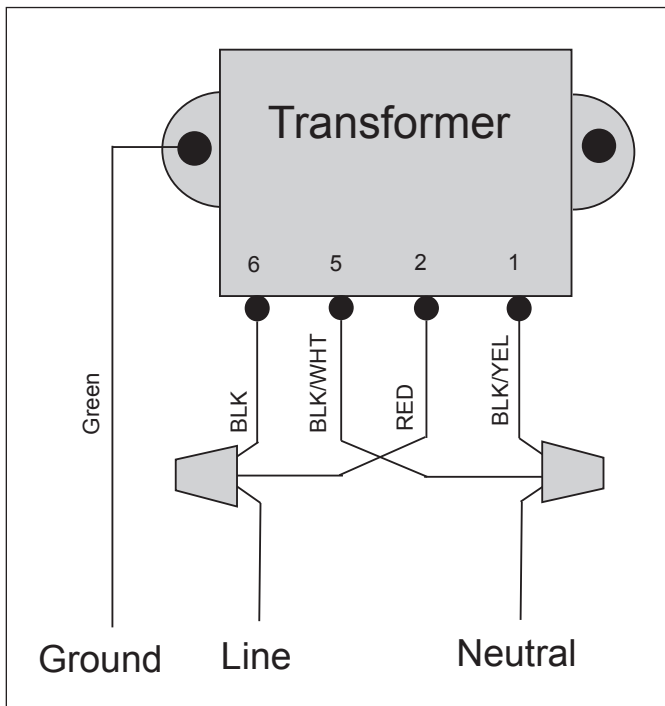 Transformer
6 5 2 1
Green
BLK
BLK/WHT
RED
BLK/YEL
Ground
Line
Neutral